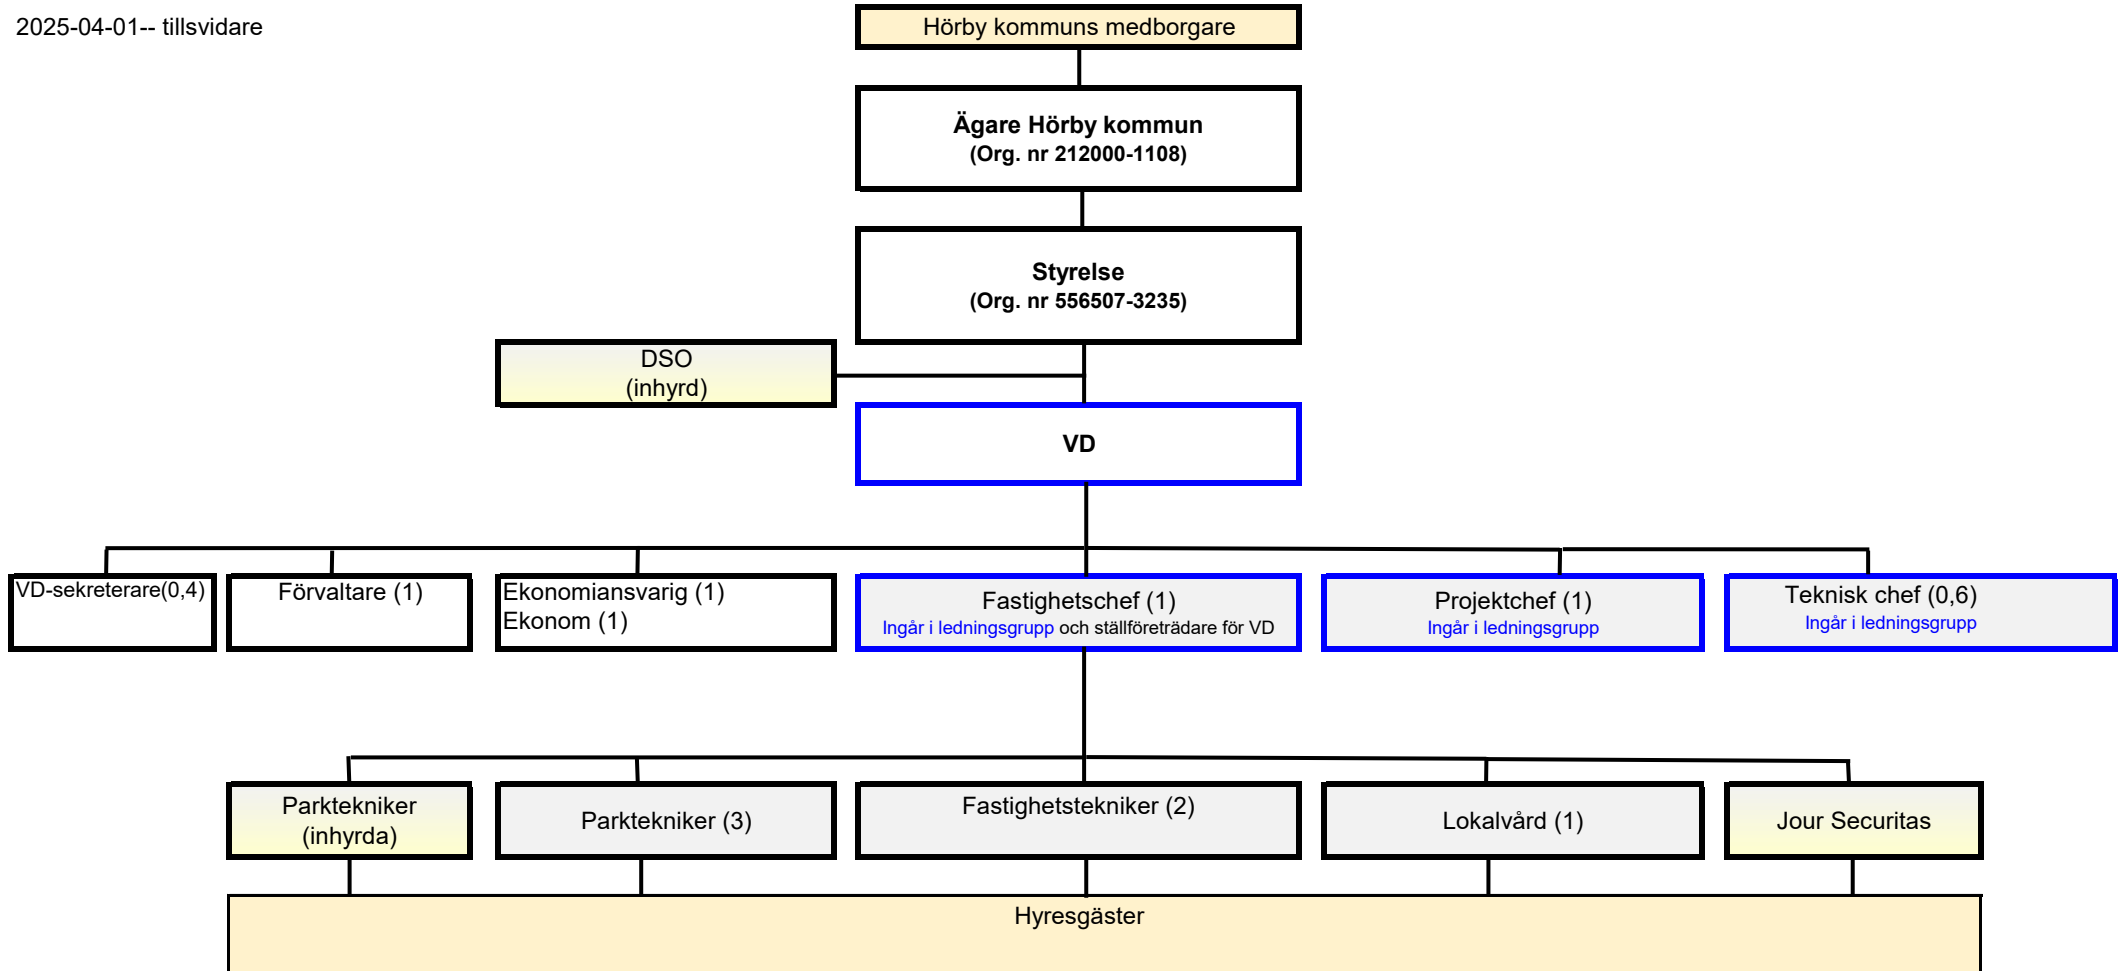 2025-04-01-- tillsvidare
Hörby kommuns medborgare
Ägare Hörby kommun
(Org. nr 212000-1108)
Styrelse
(Org. nr 556507-3235)
DSO
(inhyrd)
VD
VD-sekreterare(0,4)
Förvaltare (1)
Ekonomiansvarig (1)
Ekonom (1)
Fastighetschef (1)
Ingår i ledningsgrupp och ställföreträdare för VD
Projektchef (1)
Ingår i ledningsgrupp
Teknisk chef (0,6)
Ingår i ledningsgrupp
Parktekniker
(inhyrda)
Parktekniker (3)
Fastighetstekniker (2)
Lokalvård (1)
Jour Securitas
Hyresgäster